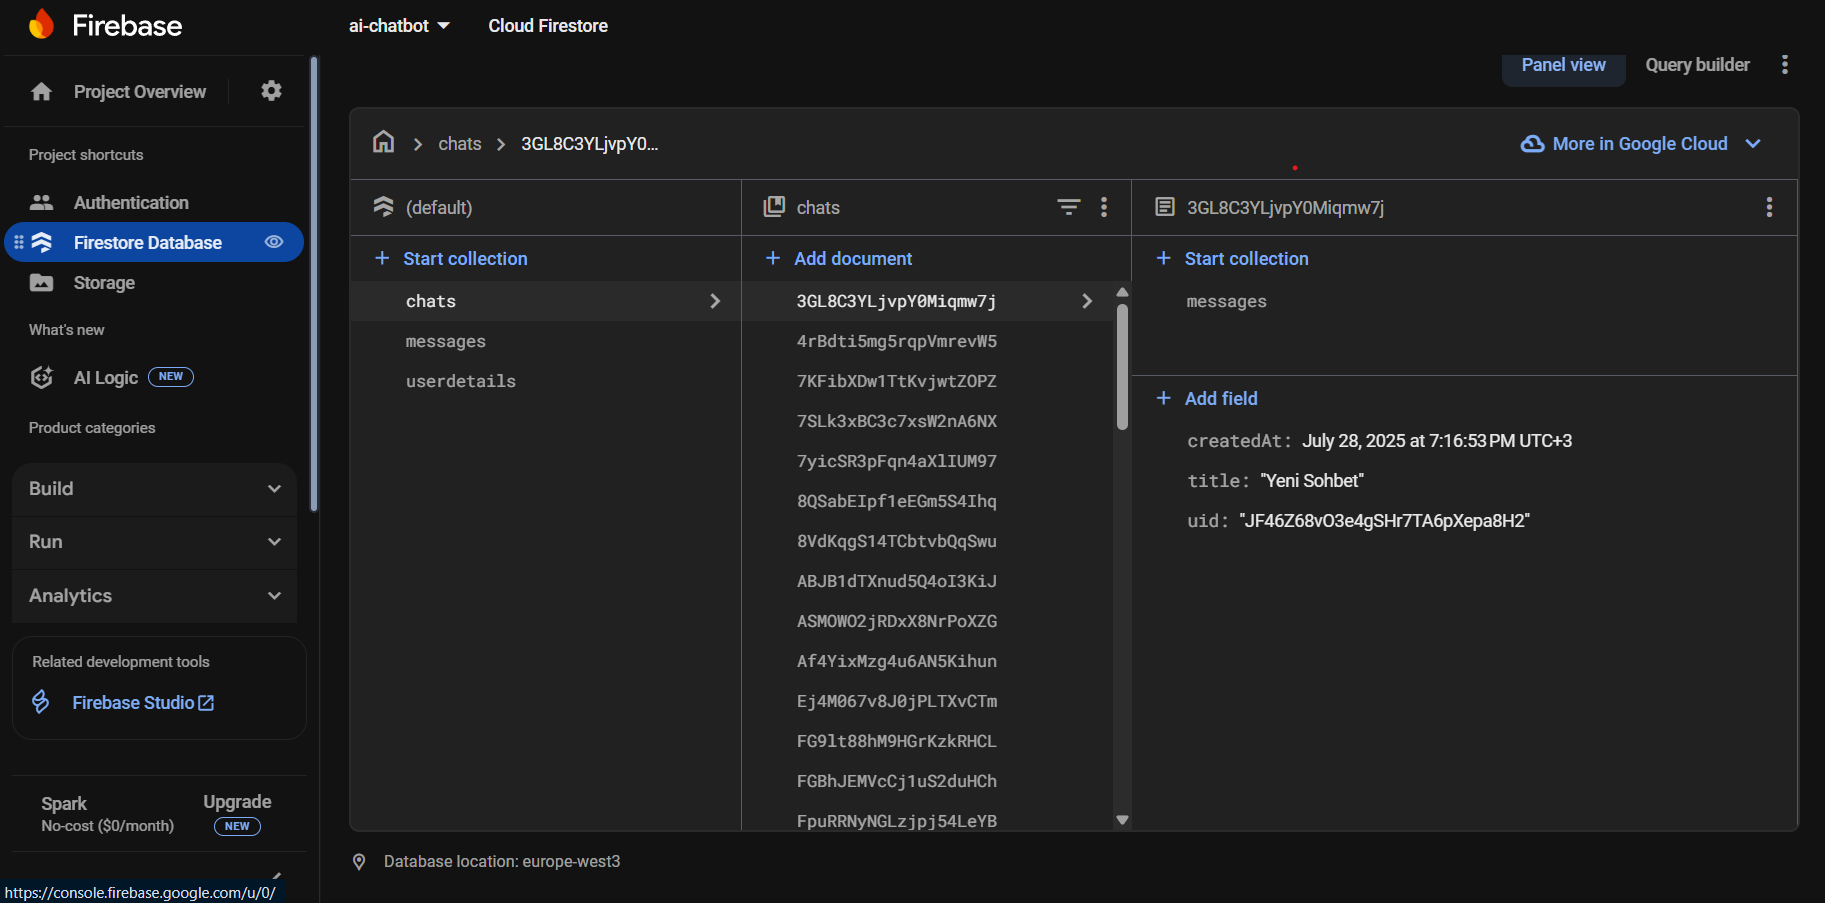 Firebase
ai-chatbot
Cloud Firestore
Project Overview
Project shortcuts
Authentication
Firestore Database
Storage
What's new
AI Logic NEW
Product categories
Build
Run
Analytics
Related development tools
Firebase Studio
Spark
No-cost ($0/month)
Upgrade
NEW
https://console.firebase.google.com/u/0/
Panel view
Query builder
chats
3GL8C3YLjvpY0...
More in Google Cloud
(default)
Start collection
chats
messages
userdetails
chats
Add document
3GL8C3YLjvpY0Miqmw7j
4rBdti5mg5rqpVmrevW5
7KFibXDw1TtKvjwtZOPZ
7SLk3xBC3c7xsW2nA6NX
7yicSR3pFqn4aXlIUM97
8QSabEIpf1eEGm5S4Ihq
8VdKqgS14TCbtvbQqSwu
ABJB1dTXnud5Q4oI3KiJ
ASMOWO2jRDxX8NrPoXZG
Af4YixMzg4u6AN5Kihun
Ej4M067v8J0jPLTXvCTm
FG9lt88hM9HGrKzkRHCL
FGBhJEMVcCj1uS2duHCh
FpuRRNyNGLzjpj54LeYB
3GL8C3YLjvpY0Miqmw7j
Start collection
messages
Add field
createdAt: July 28, 2025 at 7:16:53 PM UTC+3
title: "Yeni Sohbet"
uid: "JF46Z68vO3e4gSHr7TA6pXepa8H2"
Database location: europe-west3